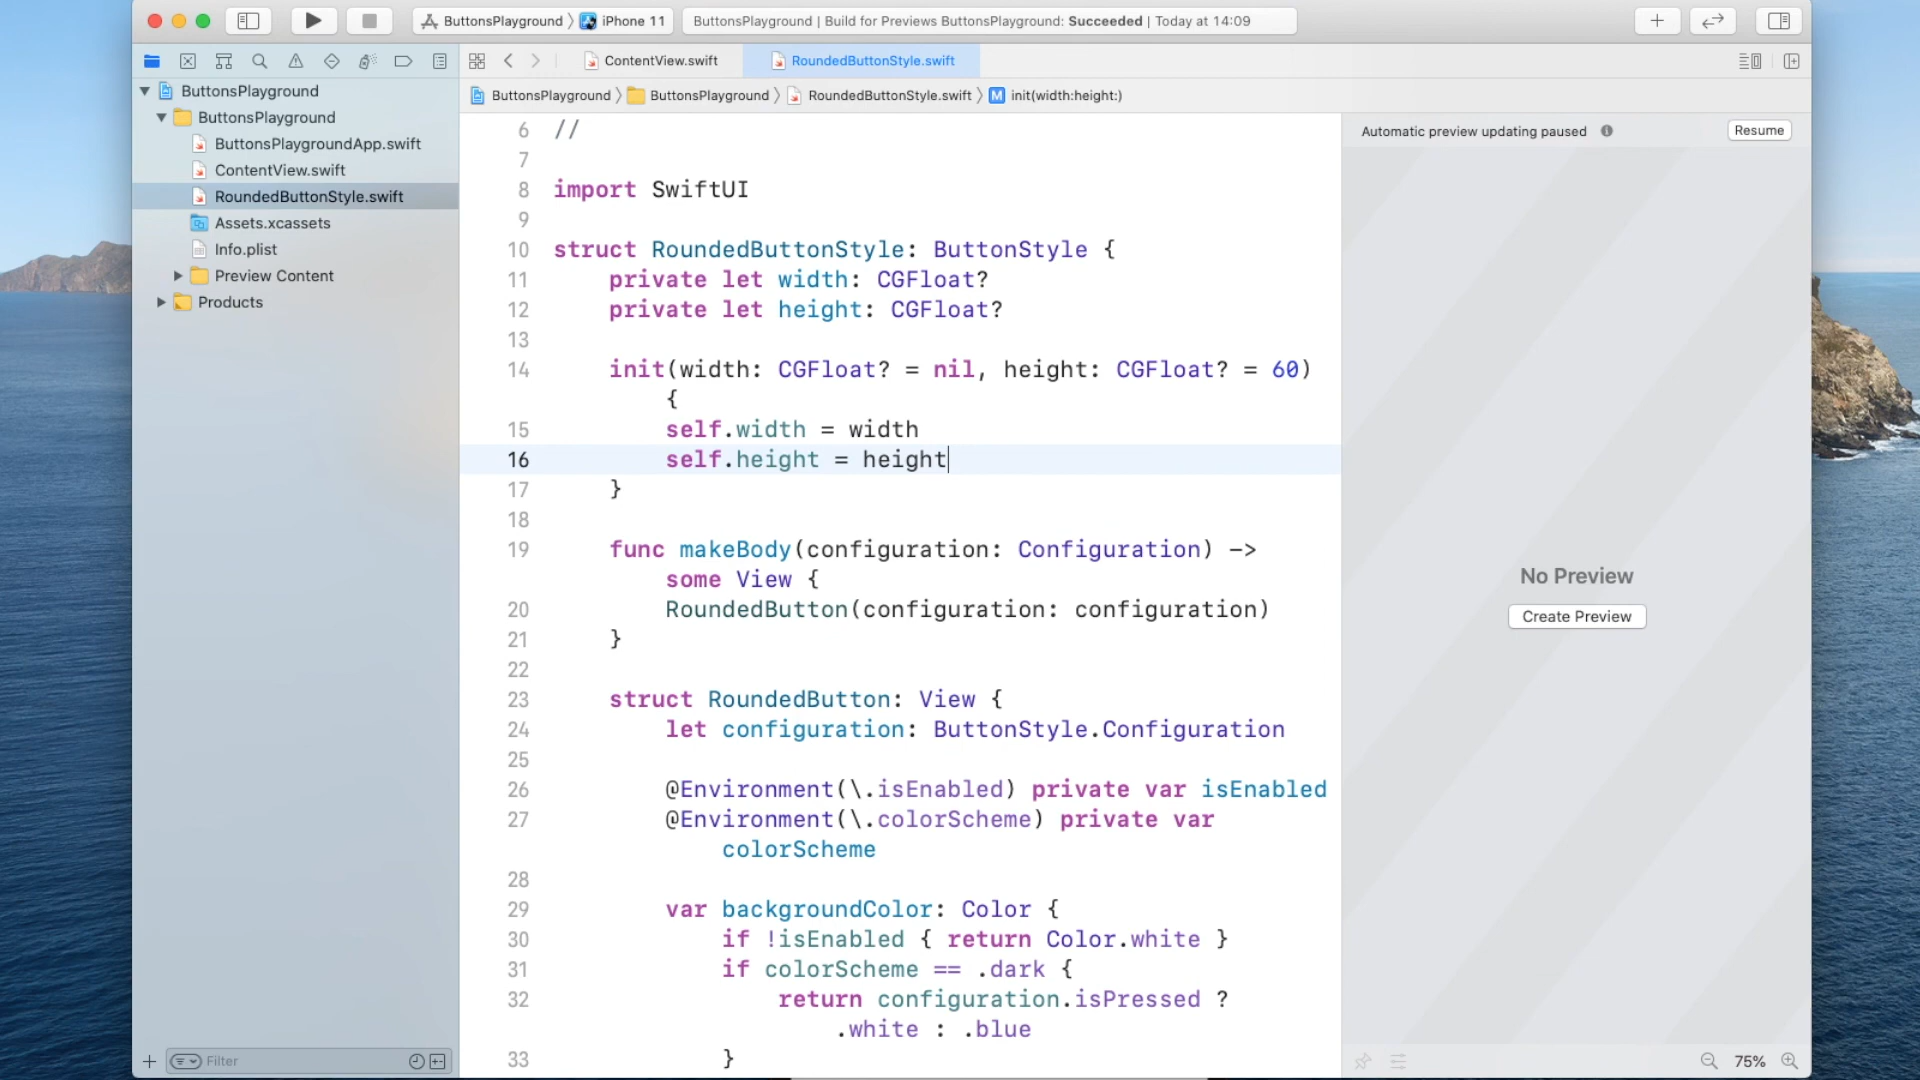 ButtonsPlayground 〉 iPhone 11
ButtonsPlayground | Build for Previews ButtonsPlayground: Succeeded | Today at 14:09
ContentView.swift
RoundedButtonStyle.swift
ButtonsPlayground 〉 ButtonsPlayground 〉 RoundedButtonStyle.swift 〉 M init(width:height:)
ButtonsPlayground
ButtonsPlayground
ButtonsPlaygroundApp.swift
ContentView.swift
RoundedButtonStyle.swift
Assets.xcassets
Info.plist
Preview Content
Products
Filter
6 //
7
8 import SwiftUI
9
10 struct RoundedButtonStyle: ButtonStyle {
11 private let width: CGFloat?
12 private let height: CGFloat?
13
14 init(width: CGFloat? = nil, height: CGFloat? = 60)
{
15 self.width = width
16 self.height = height
17 }
18
19 func makeBody(configuration: Configuration) ->
some View {
20 RoundedButton(configuration: configuration)
21 }
22
23 struct RoundedButton: View {
24 let configuration: ButtonStyle.Configuration
25
26 @Environment(\.isEnabled) private var isEnabled
27 @Environment(\.colorScheme) private var
colorScheme
28
29 var backgroundColor: Color {
30 if !isEnabled { return Color.white }
31 if colorScheme == .dark {
32 return configuration.isPressed ?
.white : .blue
33 }
Automatic preview updating paused
Resume
No Preview
Create Preview
75%